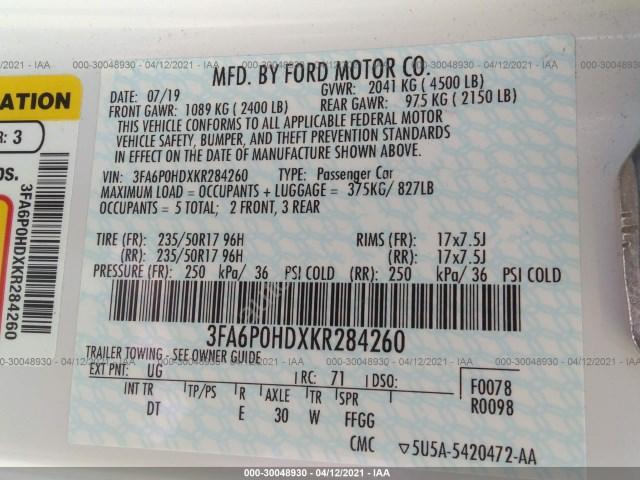 000-30048930 - 04/12/2021 - IAA
MFD. BY FORD MOTOR CO.
DATE: 07/19 GVWR: 2041 KG ( 4500 LB)
FRONT GAWR: 1089 KG ( 2400 LB) REAR GAWR: 975 KG ( 2150 LB)
THIS VEHICLE CONFORMS TO ALL APPLICABLE FEDERAL MOTOR
VEHICLE SAFETY, BUMPER, AND THEFT PREVENTION STANDARDS
IN EFFECT ON THE DATE OF MANUFACTURE SHOWN ABOVE.
VIN: 3FA6P0HDXKR284260 TYPE: Passenger Car
MAXIMUM LOAD = OCCUPANTS + LUGGAGE = 375KG/ 827LB
OCCUPANTS = 5 TOTAL; 2 FRONT, 3 REAR
TIRE (FR): 235/50R17 96H RIMS (FR): 17x7.5J
(RR): 235/50R17 96H (RR): 17x7.5J
PRESSURE (FR): 250 kPa/ 36 PSI COLD (RR): 250 kPa/ 36 PSI COLD
3FA6P0HDXKR284260
TRAILER TOWING - SEE OWNER GUIDE
EXT PNT: UG RC: 71 DSO: F0078
INT TR TP/PS R AXLE TR SPR R0098
DT E 30 W FFGG
CMC 5U5A-5420472-AA
ATION
R: 3
DS.
3FA6P0HDXKR284260
000-30048930 - 04/12/2021 - IAA